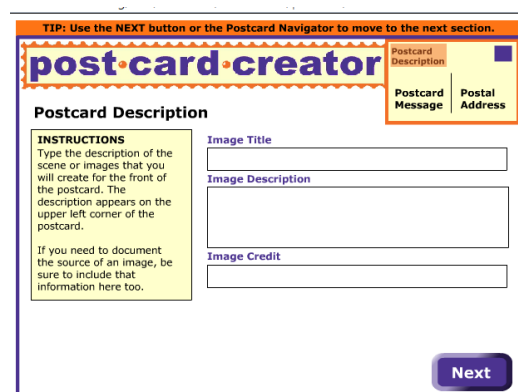 TIP: Use the NEXT button or the Postcard Navigator to move to the next section.
post•card•creator
Postcard
Description
Postcard
Message
Postal
Address
Postcard Description
INSTRUCTIONS
Type the description of the
scene or images that you
will create for the front of
the postcard. The
description appears on the
upper left corner of the
postcard.
If you need to document
the source of an image, be
sure to include that
information here too.
Image Title
Image Description
Image Credit
Next